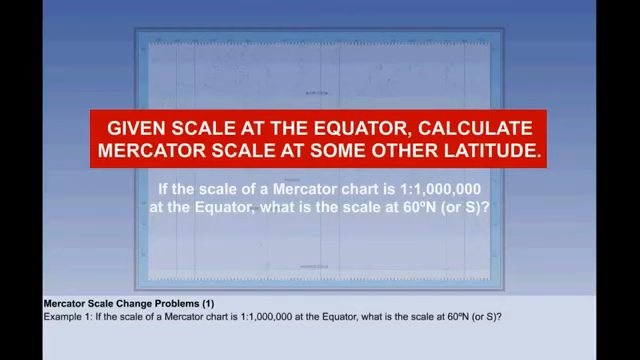 GIVEN SCALE AT THE EQUATOR, CALCULATE
MERCATOR SCALE AT SOME OTHER LATITUDE.
If the scale of a Mercator chart is 1:1,000,000
at the Equator, what is the scale at 60ºN (or S)?
Mercator Scale Change Problems (1)
Example 1: If the scale of a Mercator chart is 1:1,000,000 at the Equator, what is the scale at 60ºN (or S)?